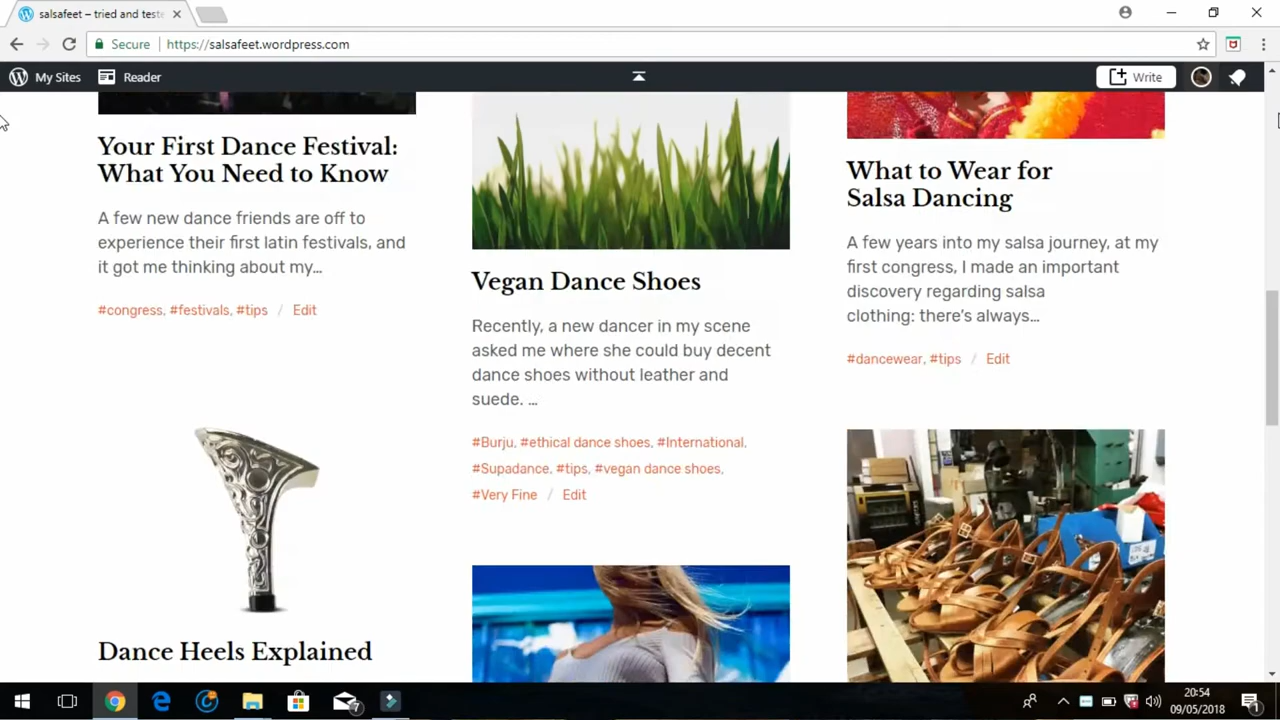 salsafeet – tried and teste
Secure
https://salsafeet.wordpress.com
My Sites
Reader
Write
Your First Dance Festival:
What You Need to Know
A few new dance friends are off to
experience their first latin festivals, and
it got me thinking about my…
#congress, #festivals, #tips / Edit
Dance Heels Explained
Vegan Dance Shoes
Recently, a new dancer in my scene
asked me where she could buy decent
dance shoes without leather and
suede. …
#Burju, #ethical dance shoes, #International,
#Supadance, #tips, #vegan dance shoes,
#Very Fine / Edit
What to Wear for
Salsa Dancing
A few years into my salsa journey, at my
first congress, I made an important
discovery regarding salsa
clothing: there’s always…
#dancewear, #tips / Edit
7
20:54
09/05/2018
1